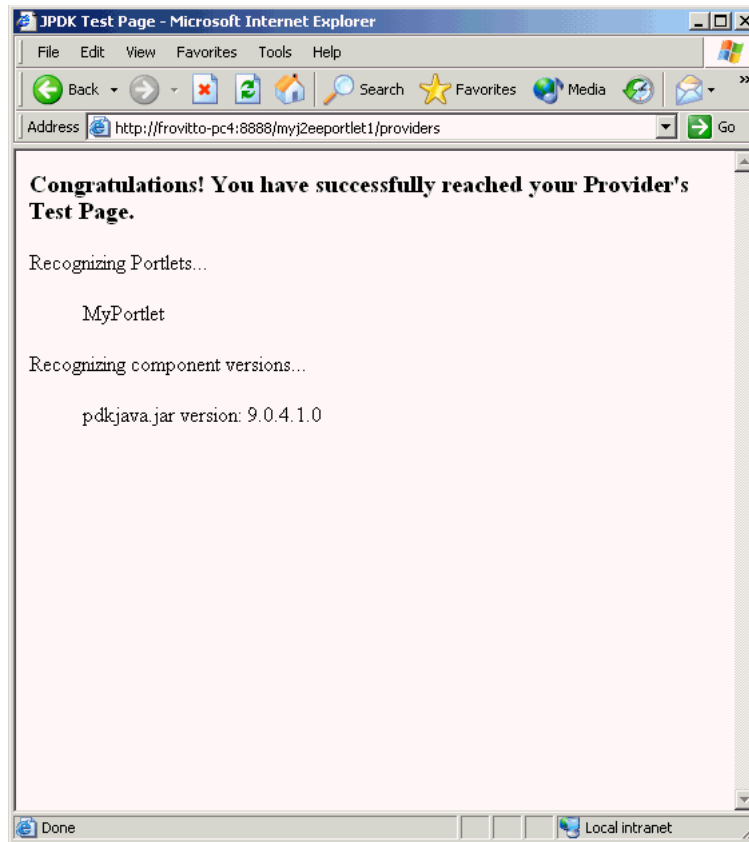 JPDK Test Page - Microsoft Internet Explorer
File Edit View Favorites Tools Help
Back Search Favorites Media »
Address http://frovitto-pc4:8888/myj2eeportlet1/providers Go
Congratulations! You have successfully reached your Provider's
Test Page.
Recognizing Portlets...
MyPortlet
Recognizing component versions...
pdkjava.jar version: 9.0.4.1.0
Done Local intranet